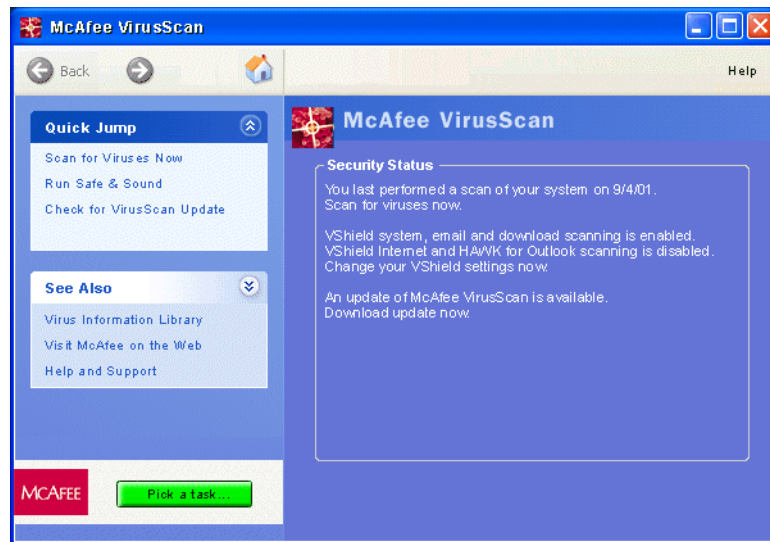 McAfee VirusScan
Back
Help
Quick Jump
Scan for Viruses Now
Run Safe & Sound
Check for VirusScan Update
See Also
Virus Information Library
Visit McAfee on the Web
Help and Support
MCAFEE
Pick a task...
McAfee VirusScan
Security Status
You last performed a scan of your system on 9/4/01.
Scan for viruses now.
VShield system, email and download scanning is enabled.
VShield Internet and HAWK for Outlook scanning is disabled.
Change your VShield settings now.
An update of McAfee VirusScan is available.
Download update now.